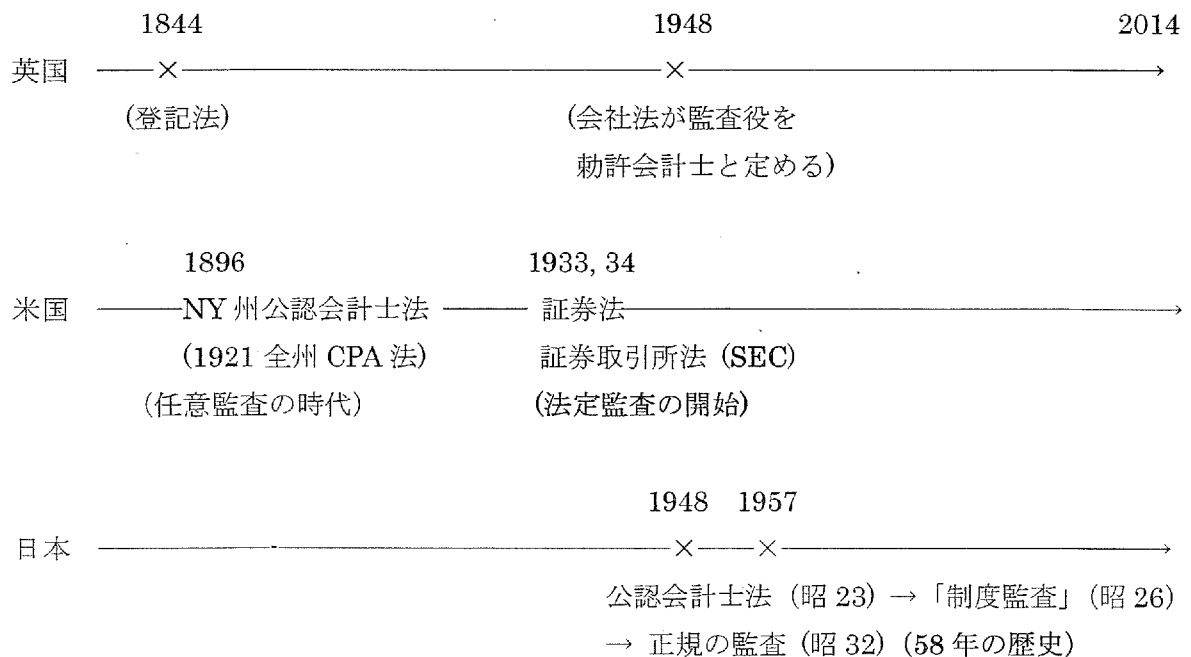 1844 1948 2014
英国 × ×
(登記法) (会社法が監査役を
勅許会計士と定める)
1896 1933, 34
米国 NY 州公認会計士法 証券法
(1921 全州 CPA 法) 証券取引所法 (SEC)
(任意監査の時代) (法定監査の開始)
1948 1957
日本 × ×
公認会計士法 (昭 23) → 「制度監査」 (昭 26)
→ 正規の監査 (昭 32) (58 年の歴史)